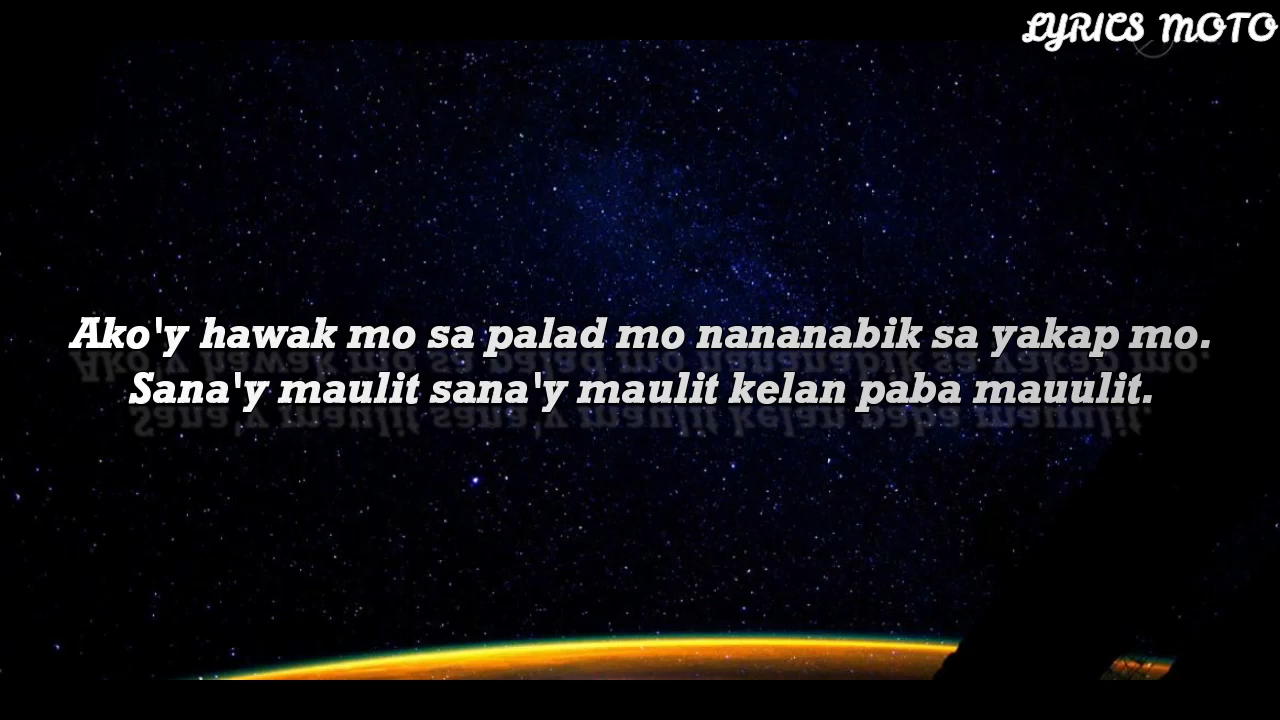 LYRICS MOTO
Ako'y hawak mo sa palad mo nananabik sa yakap mo.
Sana'y maulit sana'y maulit kelan paba mauulit.